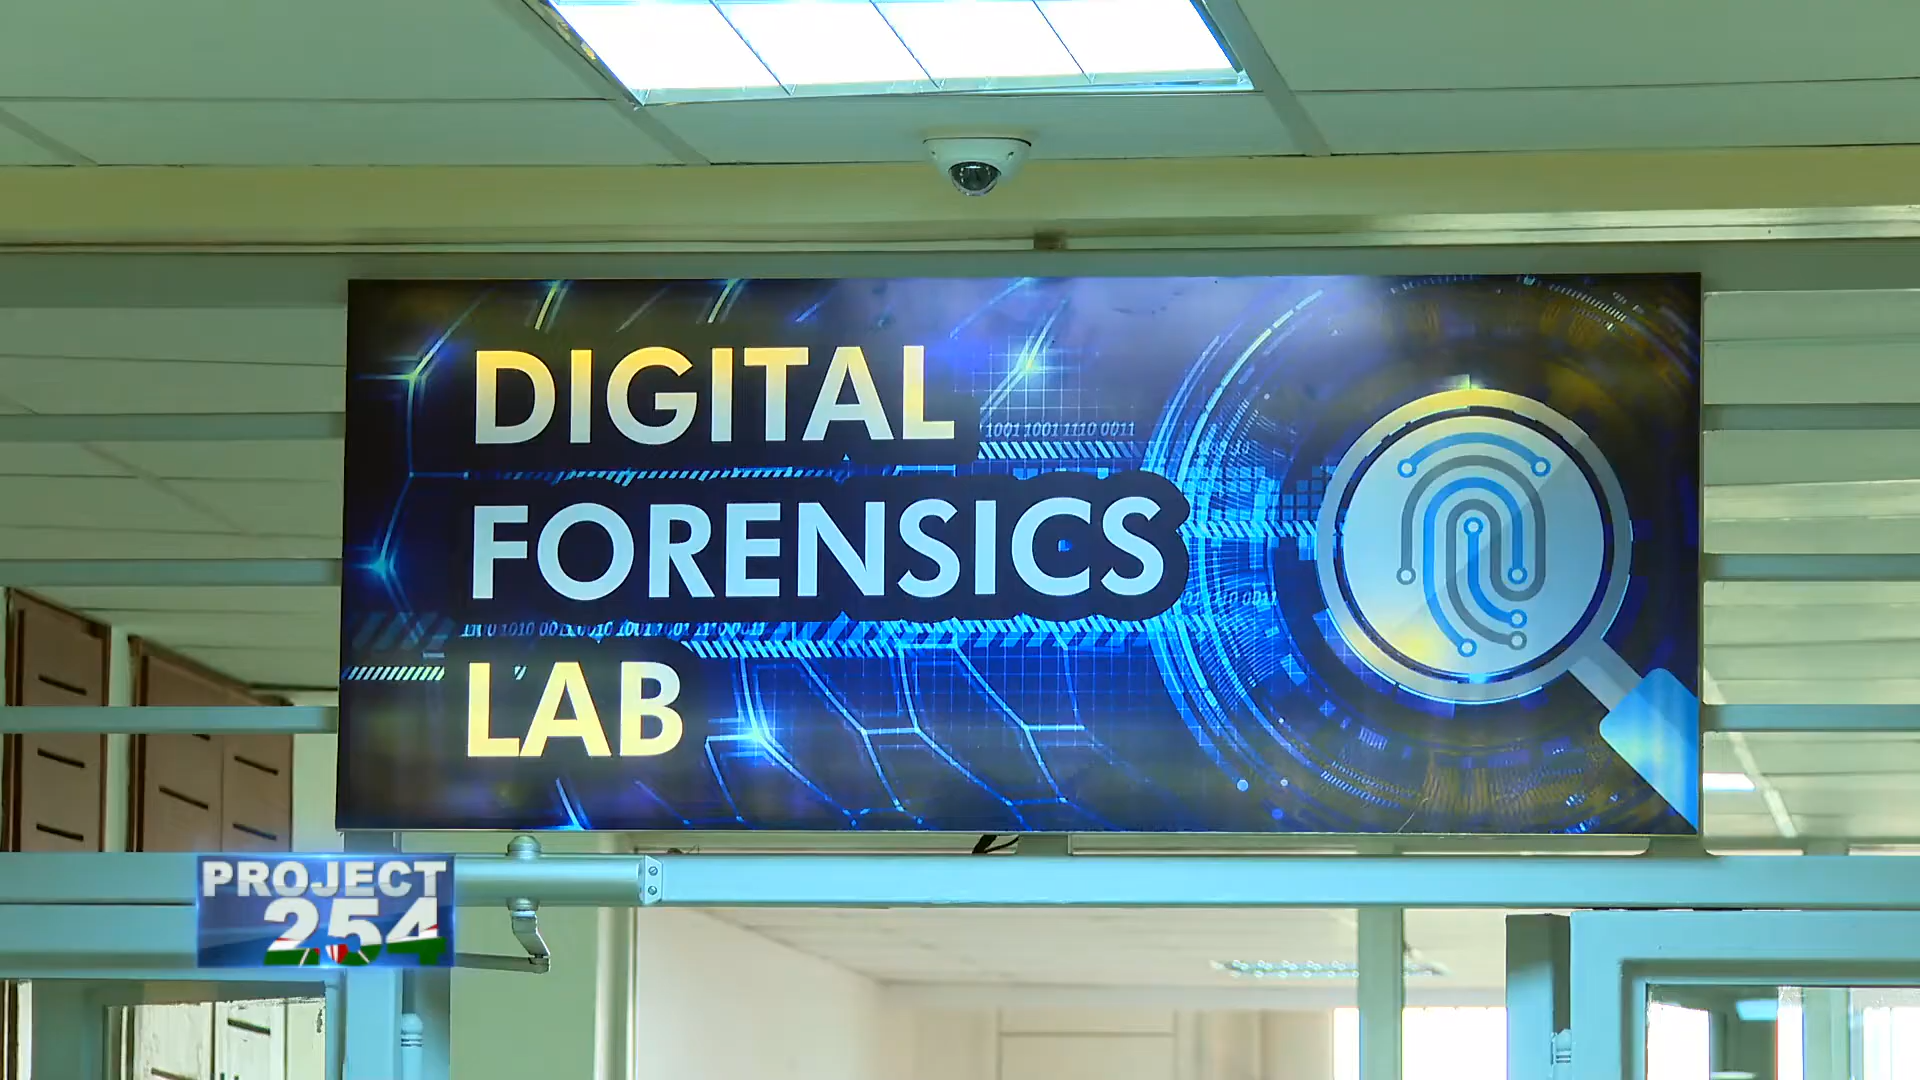 DIGITAL
1001 1001 1110 0011
FORENSICS
LAB
PROJECT
254